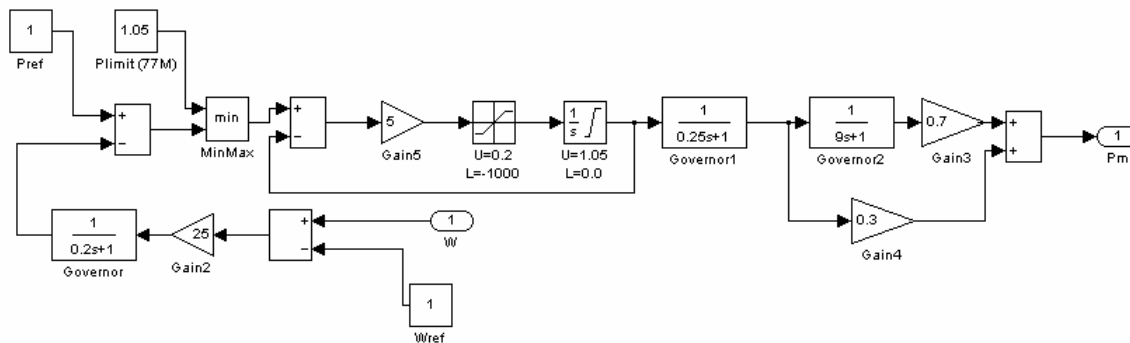 1
Pref
1.05
Plimit (77M)
+
−
min
MinMax
+
−
5
Gain5
U=0.2
L=-1000
1
s
U=1.05
L=0.0
1
0.25s+1
Governor1
1
9s+1
Governor2
0.7
Gain3
0.3
Gain4
+
+
1
Pm
1
0.2s+1
Governor
25
Gain2
+
−
1
W
1
Wref